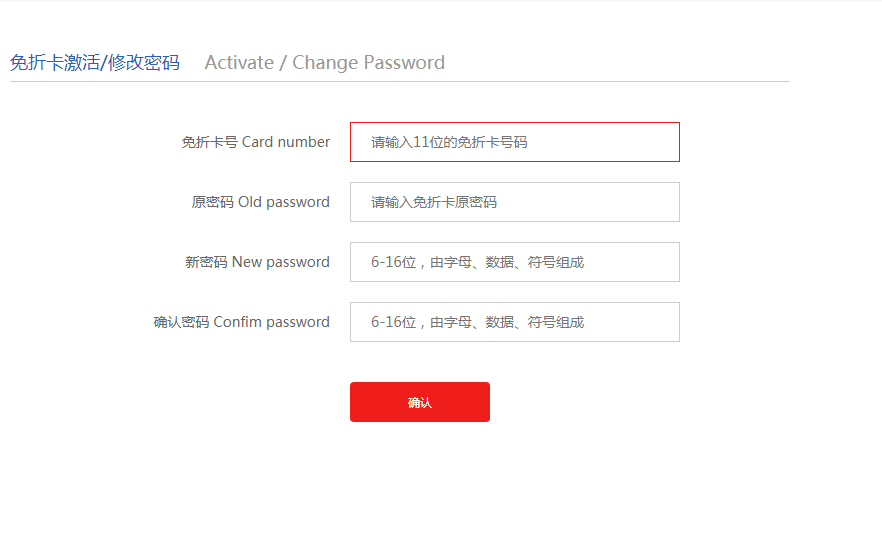 免折卡激活/修改密码 Activate / Change Password
免折卡号 Card number 请输入11位的免折卡号码
原密码 Old password 请输入免折卡原密码
新密码 New password 6-16位，由字母、数据、符号组成
确认密码 Confim password 6-16位，由字母、数据、符号组成
确认